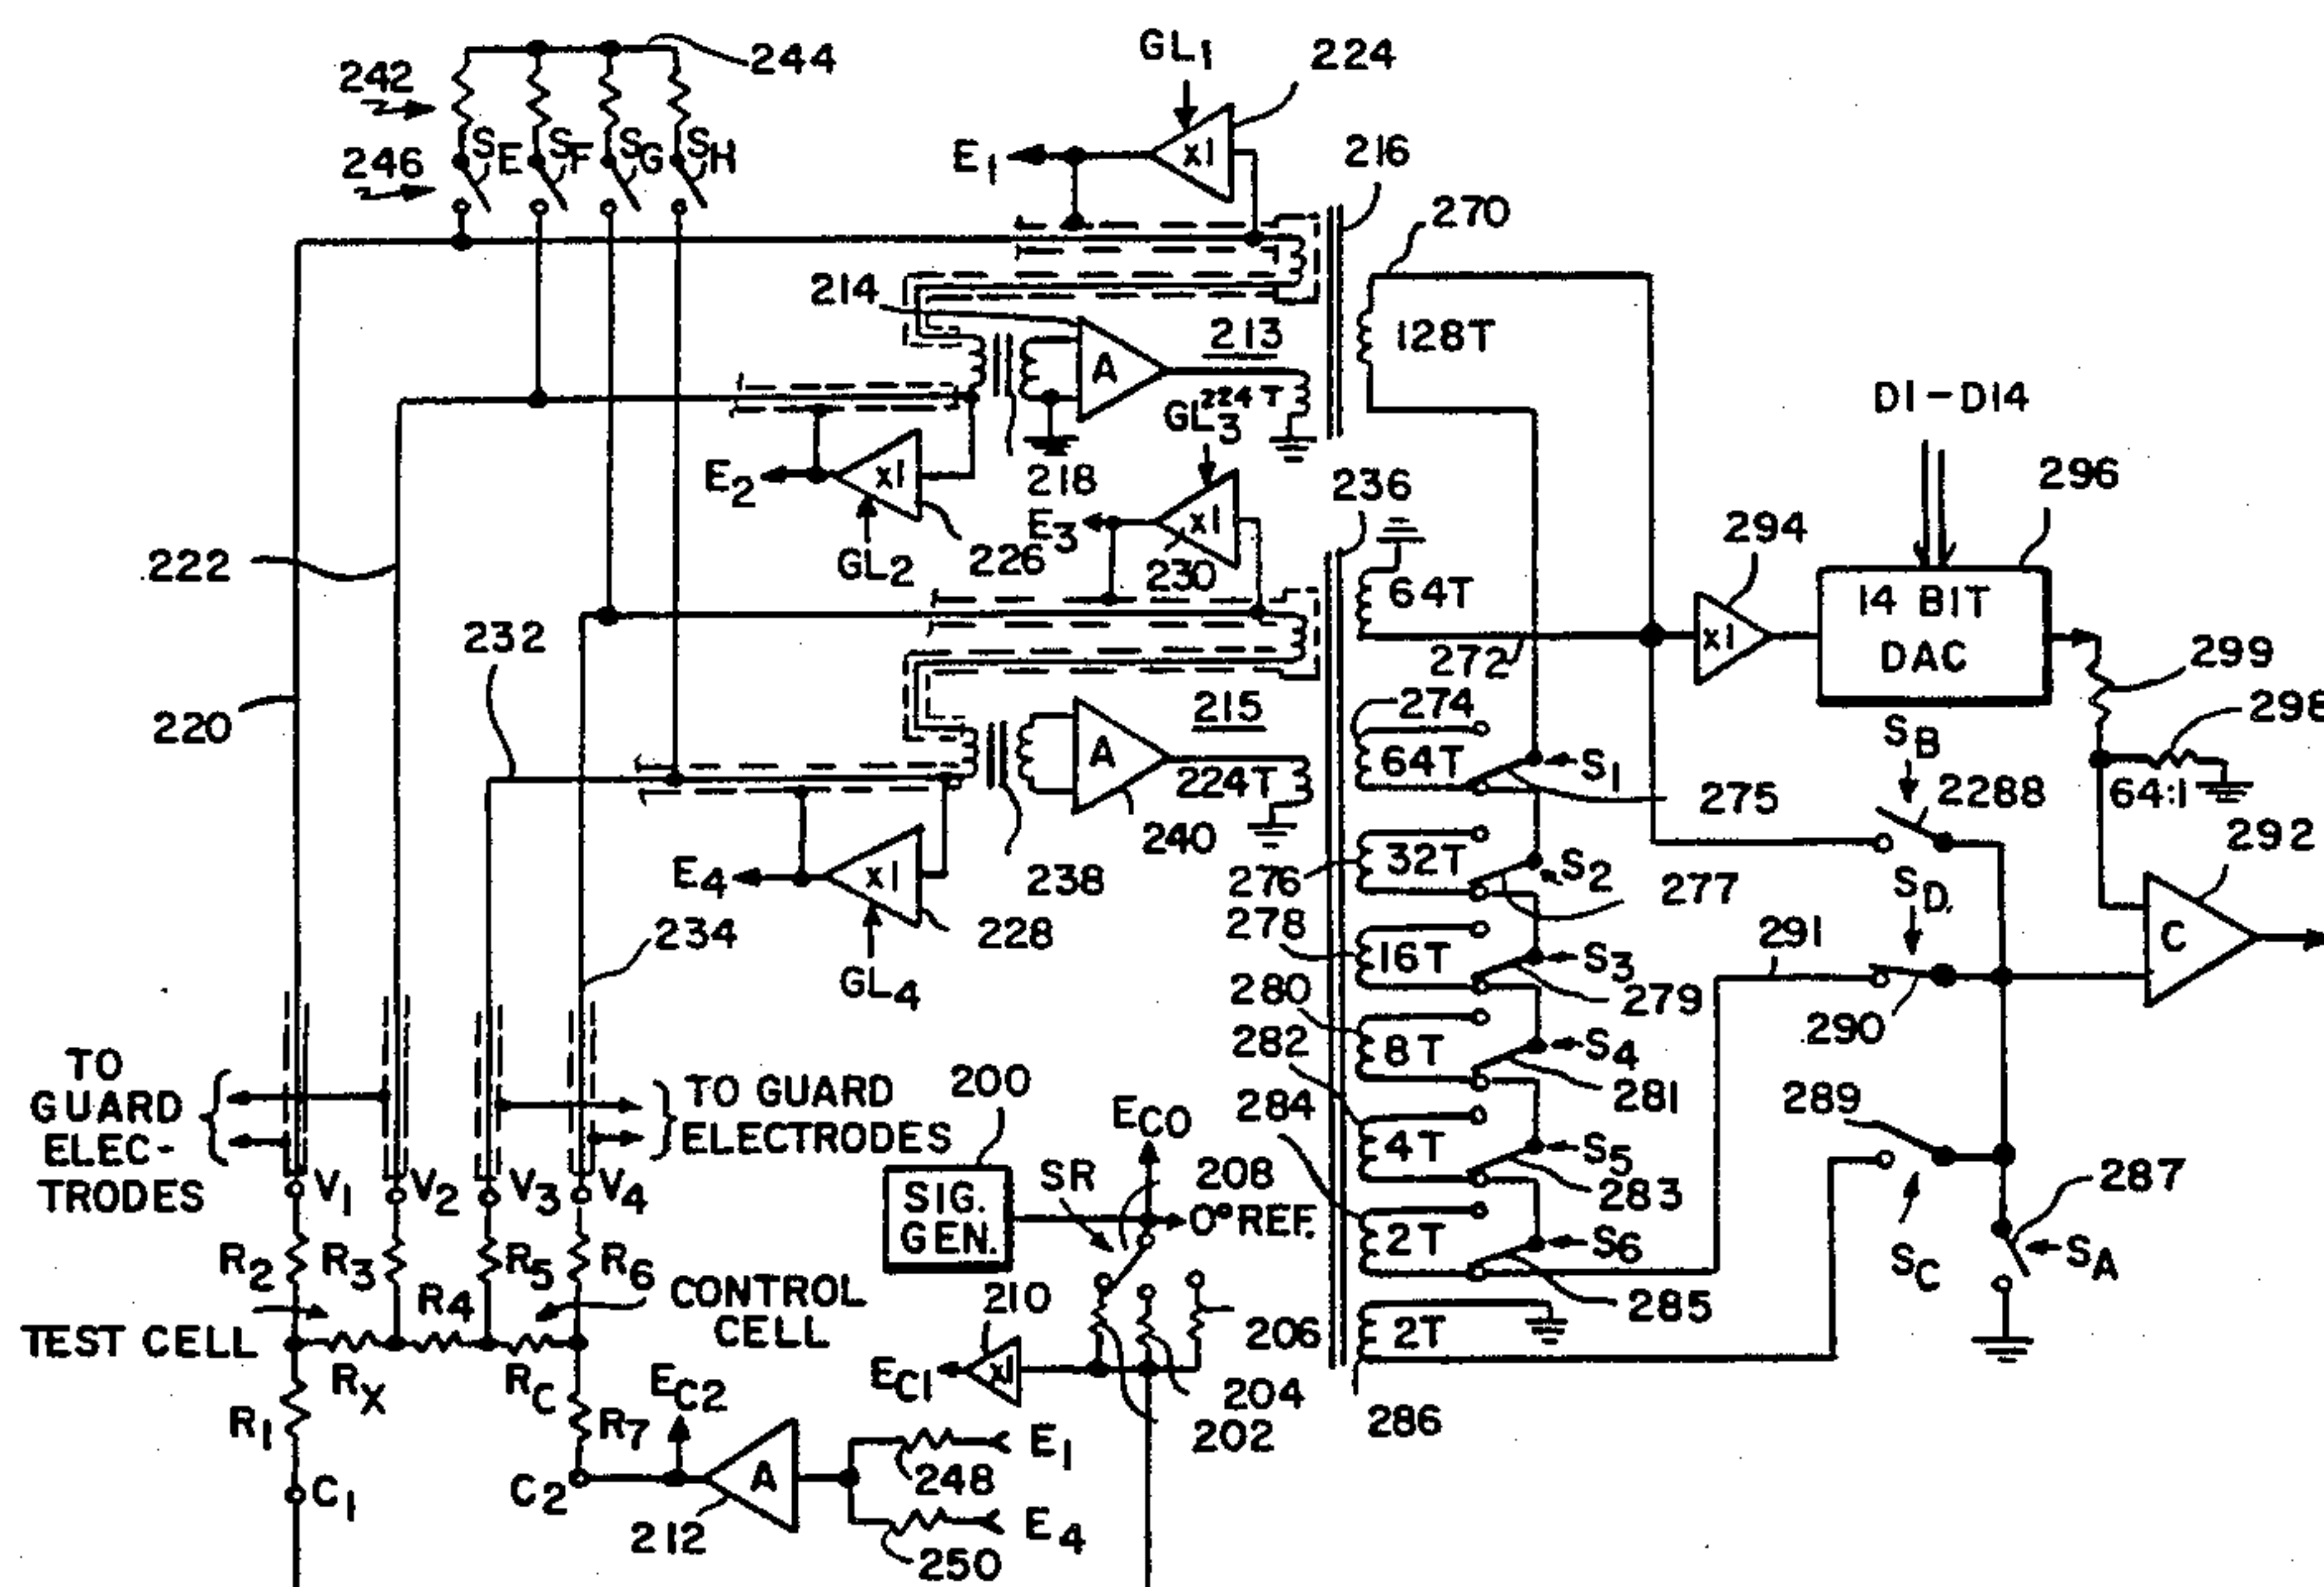 242
244
GL1
224
246
SE
SF
SG
SH
E1
x1
216
270
214
213
128T
A
224T
GL3
D1-D14
E2
x1
218
236
296
E3
x1
222
GL2
226
230
64T
294
14 BIT
DAC
x1
232
272
299
220
215
274
298
SB
64T
S1
A
224T
275
64:1
2288
292
240
E4
x1
238
276
32T
S2
277
SD
228
278
234
16T
S3
291
C
GL4
280
279
290
282
8T
S4
TO
GUARD
ELEC-
TRODES
TO GUARD
ELECTRODES
200
ECO
284
281
289
4T
S5
287
V1
V2
V3
V4
SIG.
GEN.
SR
208
0° REF.
283
2T
S6
SC
SA
R2
R3
R5
R6
R4
CONTROL
CELL
210
285
TEST CELL
206
2T
RX
RC
EC2
EC1
x1
204
R1
R7
202
286
E1
248
C1
C2
A
212
E4
250